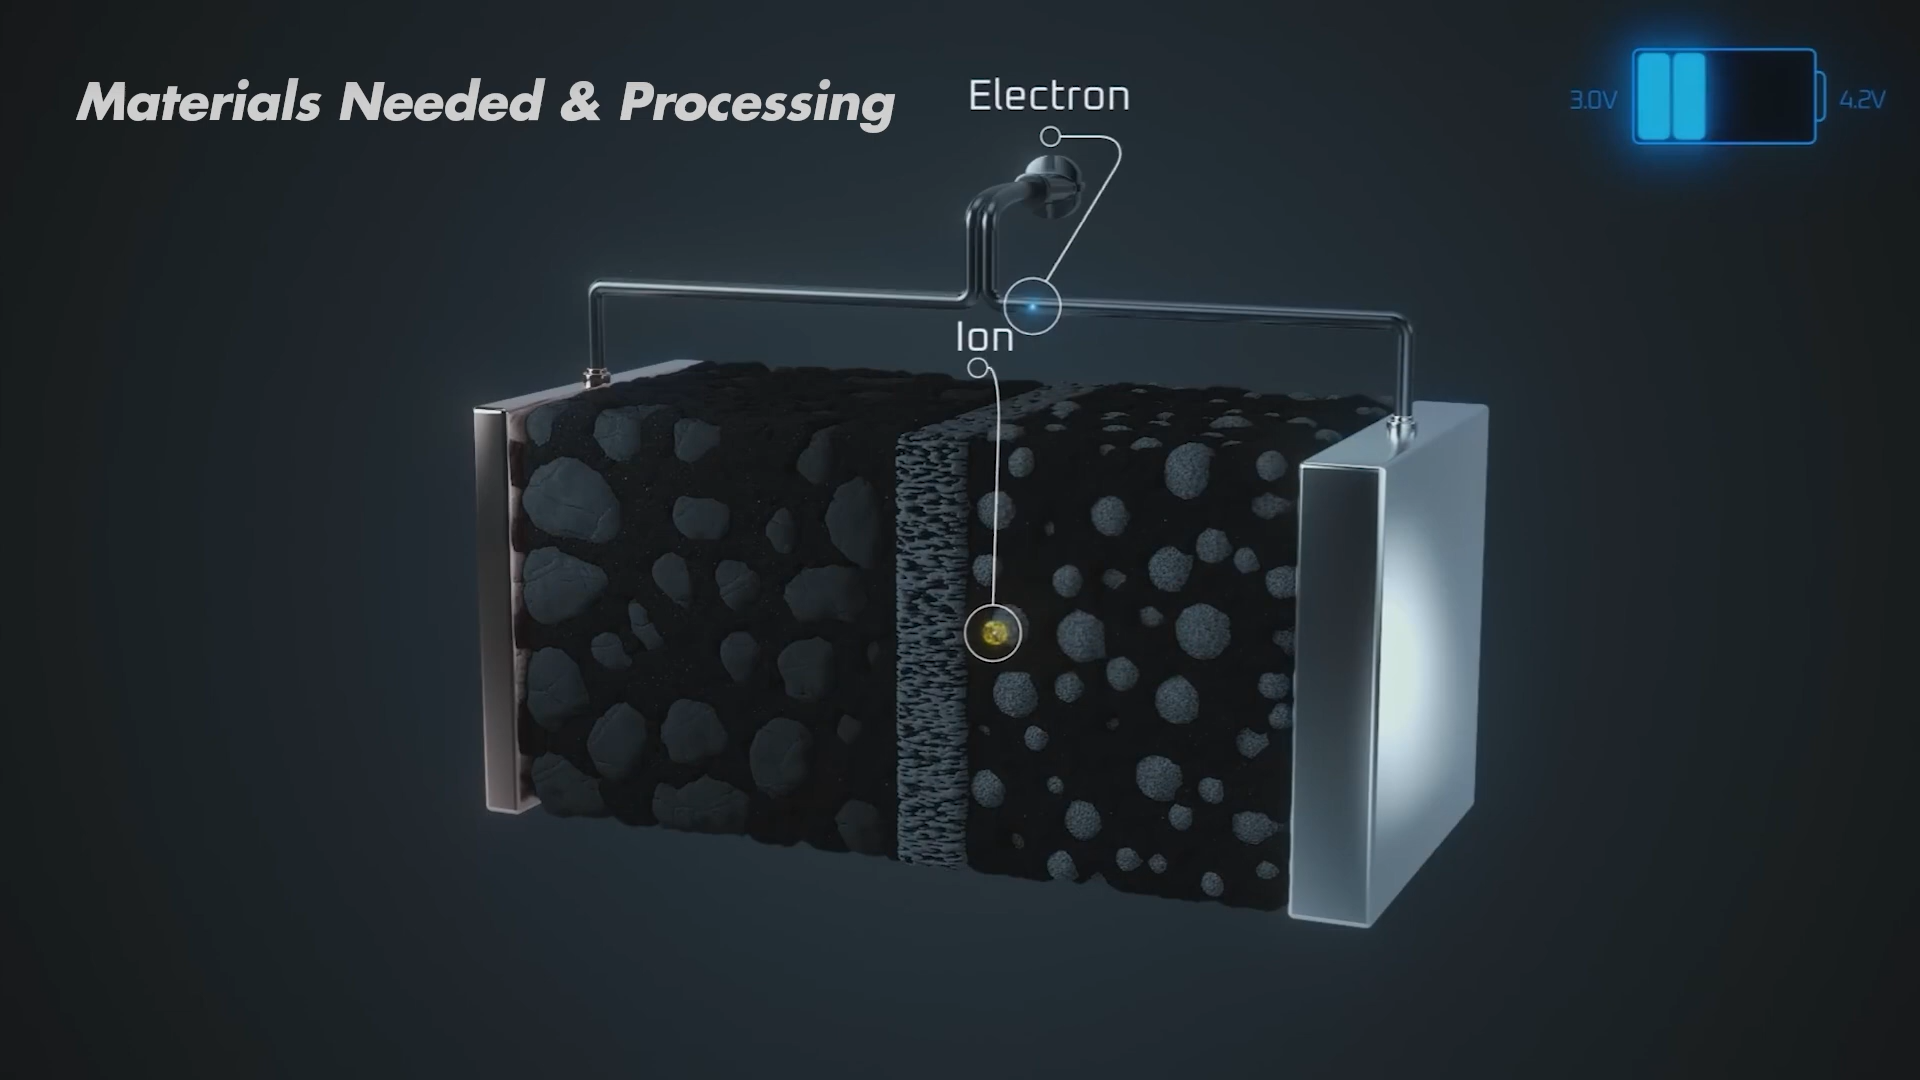 Materials Needed & Processing
Electron
3.0V
4.2V
Ion